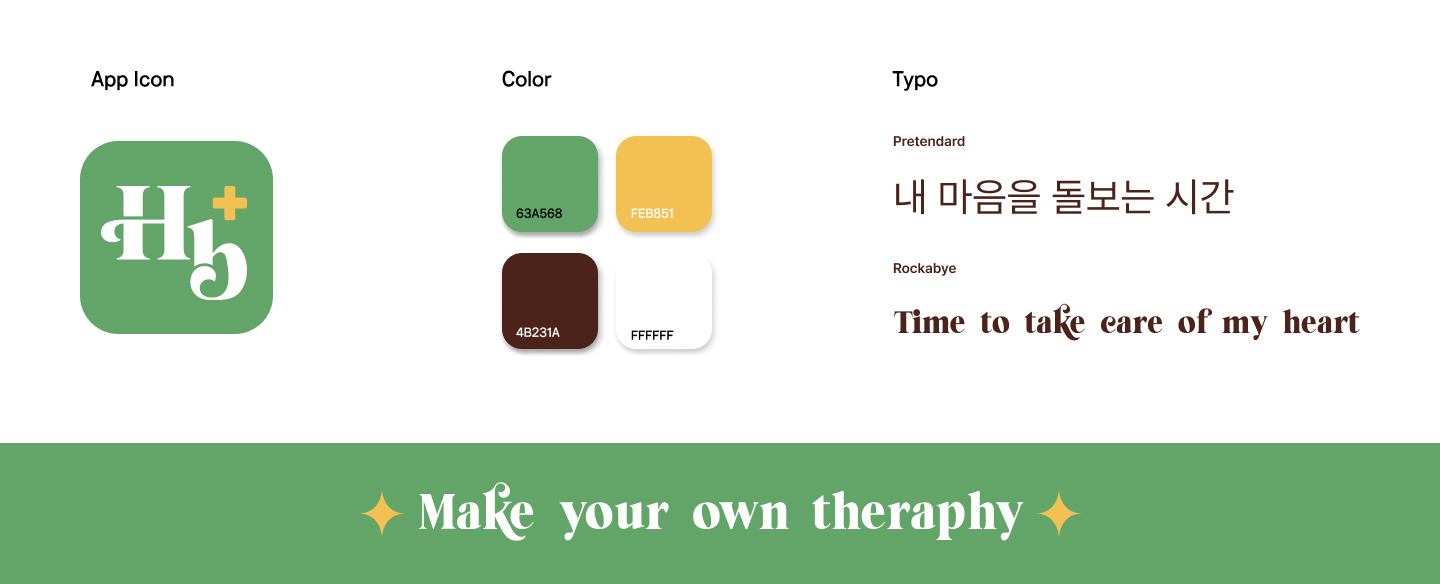 App Icon
Hb+
Color
63A568
FEB851
4B231A
FFFFFF
Typo
Pretendard
내 마음을 돌보는 시간
Rockabye
Time to take care of my heart
Make your own theraphy